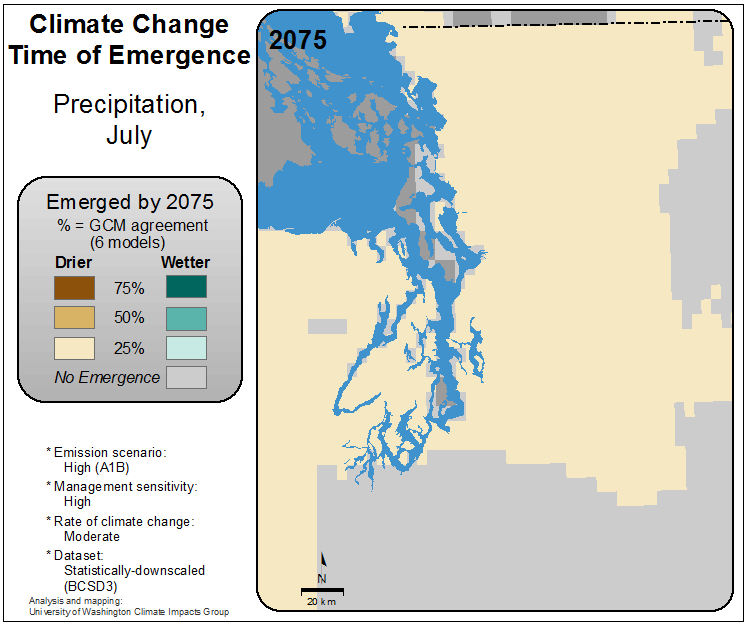 Climate Change
Time of Emergence
Precipitation,
July
Emerged by 2075
% = GCM agreement
(6 models)
Drier
Wetter
75%
50%
25%
No Emergence
* Emission scenario:
High (A1B)
* Management sensitivity:
High
* Rate of climate change:
Moderate
* Dataset:
Statistically-downscaled
(BCSD3)
Analysis and mapping:
University of Washington Climate Impacts Group
2075
N
20 km